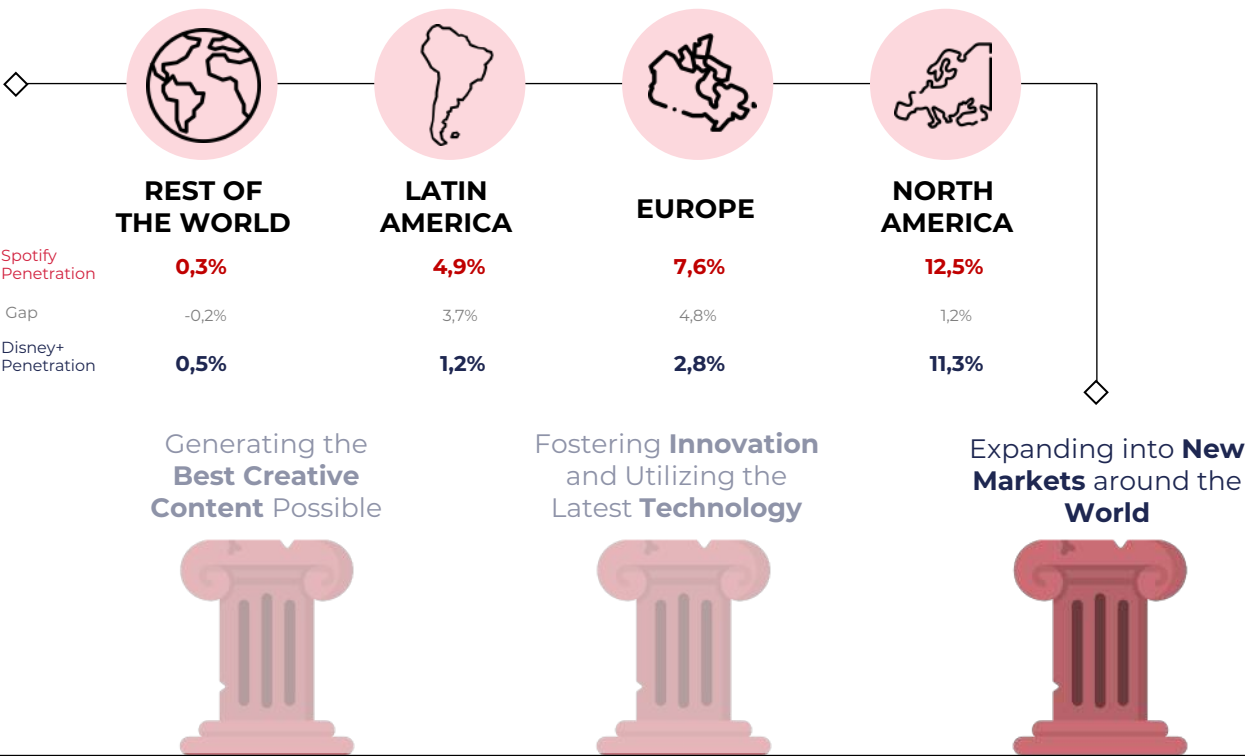 REST OF
THE WORLD
LATIN
AMERICA
EUROPE
NORTH
AMERICA
Spotify
Penetration
0,3%
4,9%
7,6%
12,5%
Gap
-0,2%
3,7%
4,8%
1,2%
Disney+
Penetration
0,5%
1,2%
2,8%
11,3%
Generating the
Best Creative
Content Possible
Fostering Innovation
and Utilizing the
Latest Technology
Expanding into New
Markets around the
World